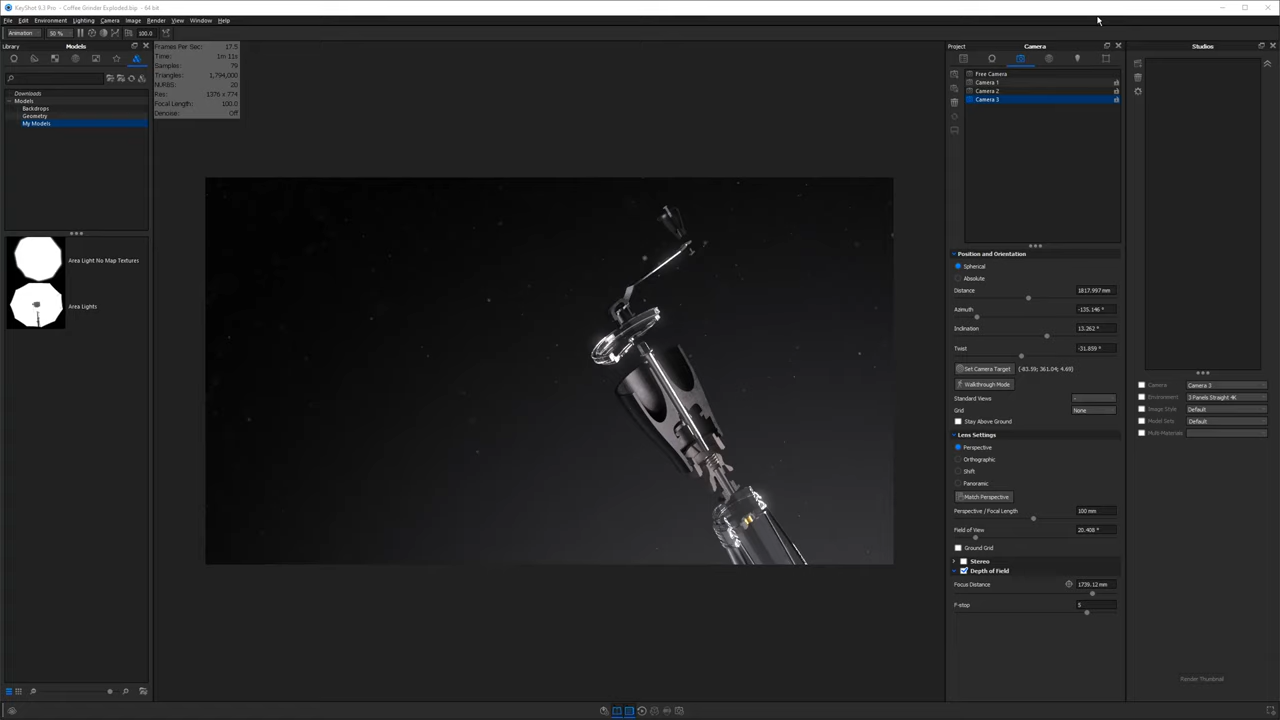 KeyShot 9.3 Pro - Coffee Grinder Exploded.bip - 64 bit
File Edit Environment Lighting Camera Image Render View Window Help
Animation 50 % 100.0
Library Models
Downloads
Models
Backdrops
Geometry
My Models
Area Light No Map Textures
Area Lights
Frames Per Sec: 17.5
Time: 1m 11s
Samples: 79
Triangles: 1,794,000
NURBS: 20
Res: 1376 x 774
Focal Length: 100.0
Denoise: Off
Project Camera
Free Camera
Camera 1
Camera 2
Camera 3
Position and Orientation
Spherical
Absolute
Distance 1817.997 mm
Azimuth -135.146 °
Inclination 13.262 °
Twist -31.859 °
Set Camera Target (-83.59; 361.04; 4.69)
Walkthrough Mode
Standard Views -
Grid None
Stay Above Ground
Lens Settings
Perspective
Orthographic
Shift
Panoramic
Match Perspective
Perspective / Focal Length 100 mm
Field of View 20.408 °
Ground Grid
Stereo
Depth of Field
Focus Distance 1739.12 mm
F-stop 5
Studios
Camera Camera 3
Environment 3-Panels Straight 4K
Image Style Default
Model Sets Default
Multi-Materials
Render Thumbnail